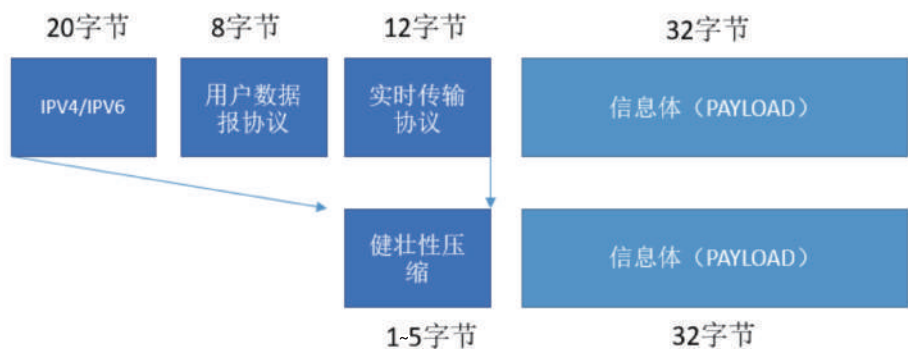 20字节 8字节 12字节 32字节
IPV4/IPV6
用户数据
报协议
实时传输
协议
信息体（PAYLOAD）
健壮性压
缩
信息体（PAYLOAD）
1~5字节 32字节